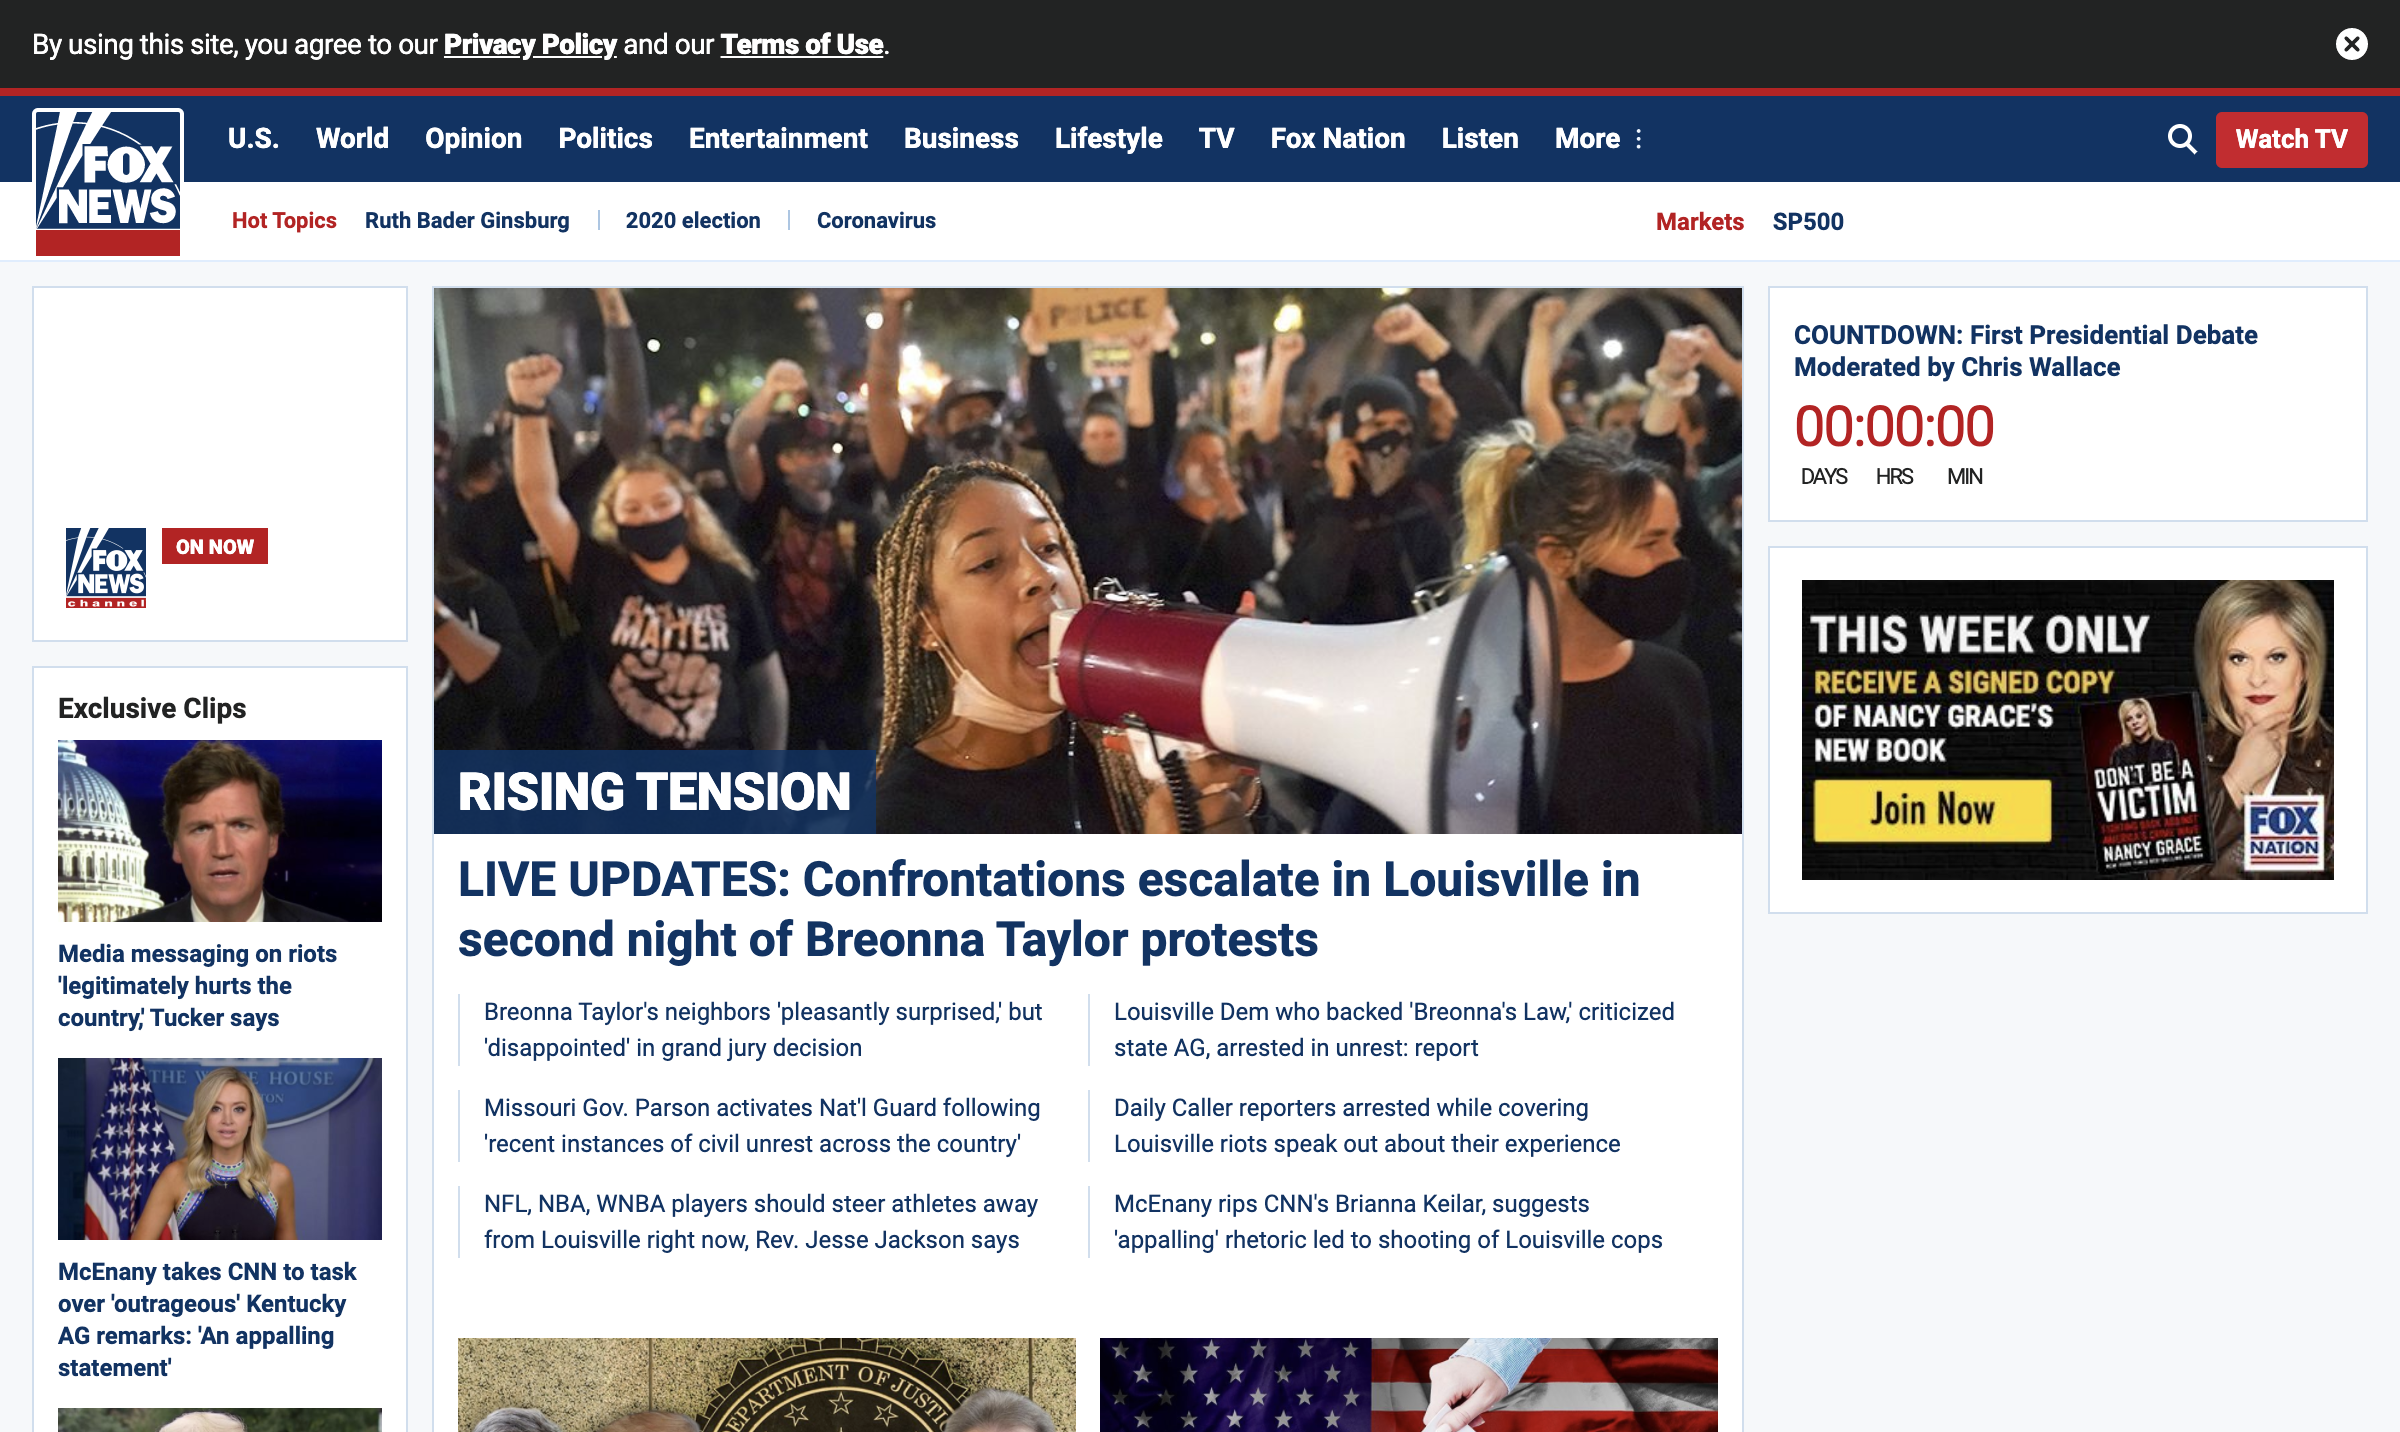 By using this site, you agree to our Privacy Policy and our Terms of Use.
FOX
NEWS
U.S.
World
Opinion
Politics
Entertainment
Business
Lifestyle
TV
Fox Nation
Listen
More
Watch TV
Hot Topics
Ruth Bader Ginsburg
2020 election
Coronavirus
Markets
SP500
FOX
NEWS
channel
ON NOW
Exclusive Clips
Media messaging on riots
'legitimately hurts the
country,' Tucker says
THE WHITE HOUSE
McEnany takes CNN to task
over 'outrageous' Kentucky
AG remarks: 'An appalling
statement'
POLICE
MATTER
RISING TENSION
LIVE UPDATES: Confrontations escalate in Louisville in
second night of Breonna Taylor protests
Breonna Taylor's neighbors 'pleasantly surprised,' but
'disappointed' in grand jury decision
Louisville Dem who backed 'Breonna's Law,' criticized
state AG, arrested in unrest: report
Missouri Gov. Parson activates Nat'l Guard following
'recent instances of civil unrest across the country'
Daily Caller reporters arrested while covering
Louisville riots speak out about their experience
NFL, NBA, WNBA players should steer athletes away
from Louisville right now, Rev. Jesse Jackson says
McEnany rips CNN's Brianna Keilar, suggests
'appalling' rhetoric led to shooting of Louisville cops
DEPARTMENT OF JUSTIC
COUNTDOWN: First Presidential Debate
Moderated by Chris Wallace
00:00:00
DAYS HRS MIN
THIS WEEK ONLY
RECEIVE A SIGNED COPY
OF NANCY GRACE'S
NEW BOOK
Join Now
DON'T BE A
VICTIM
NANCY GRACE
FOX
NATION